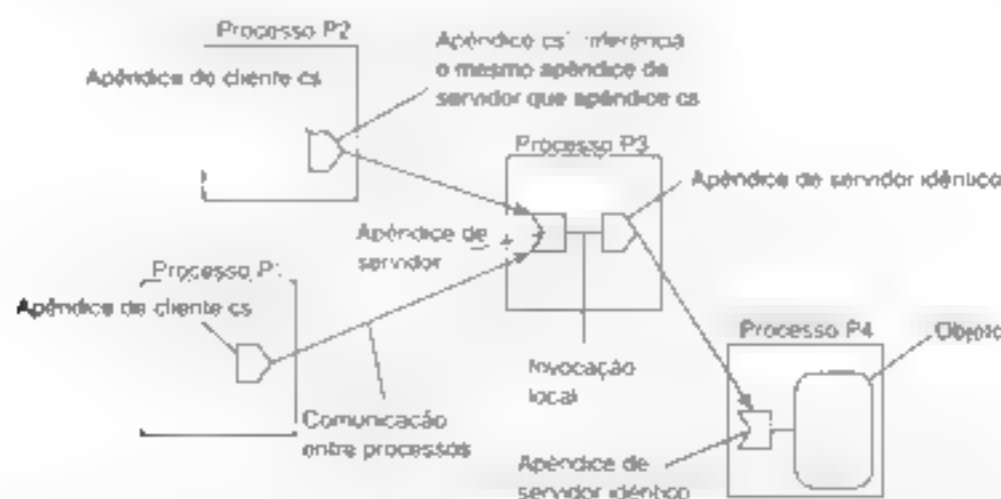 Processo P2
Apêndice de cliente cs
Apêndice cs' referencia
o mesmo apêndice de
servidor que apêndice cs
Processo P3
Apêndice de servidor idêntico
Apêndice de
servidor
Processo P1
Apêndice de cliente cs
Processo P4
Objeto
Invocação
local
Comunicação
entre processos
Apêndice de
servidor idêntico